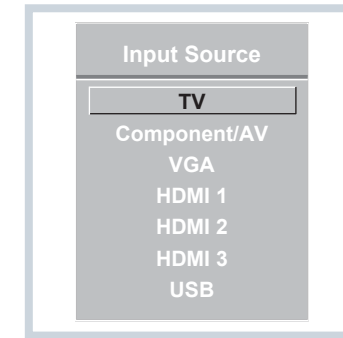 Input Source
TV
Component/AV
VGA
HDMI 1
HDMI 2
HDMI 3
USB